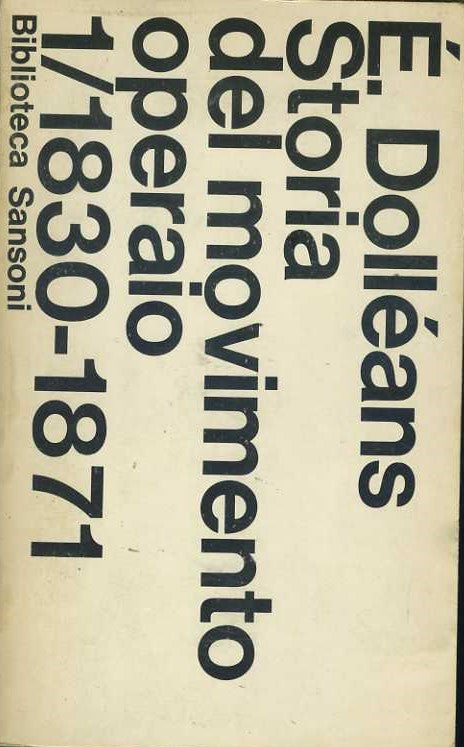 É. Dolléans
Storia
del movimento
operaio
1/1830-1871
Biblioteca Sansoni